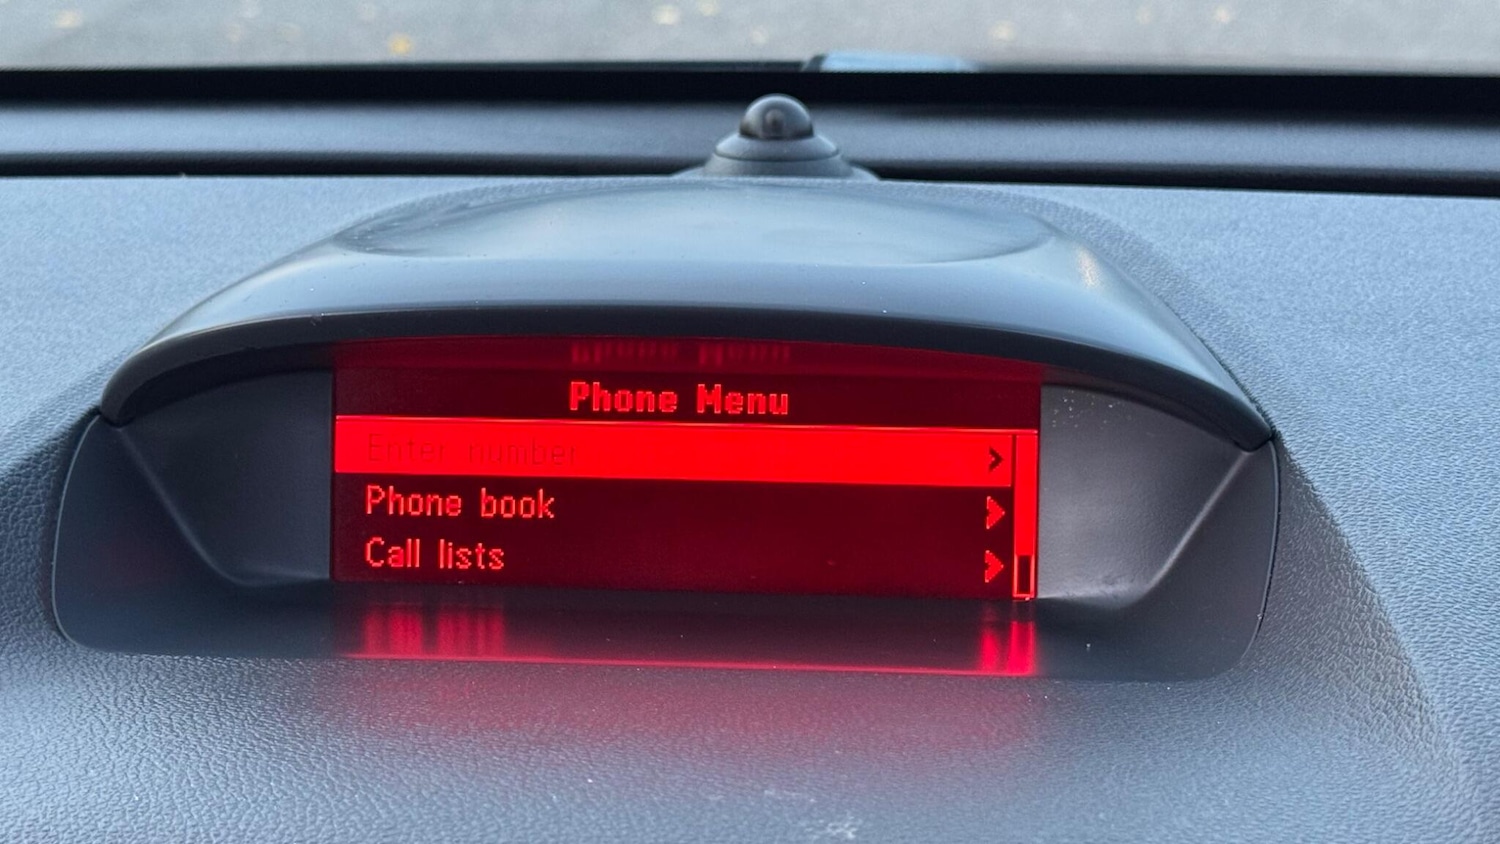 Phone Menu
Enter number
Phone book
Call lists